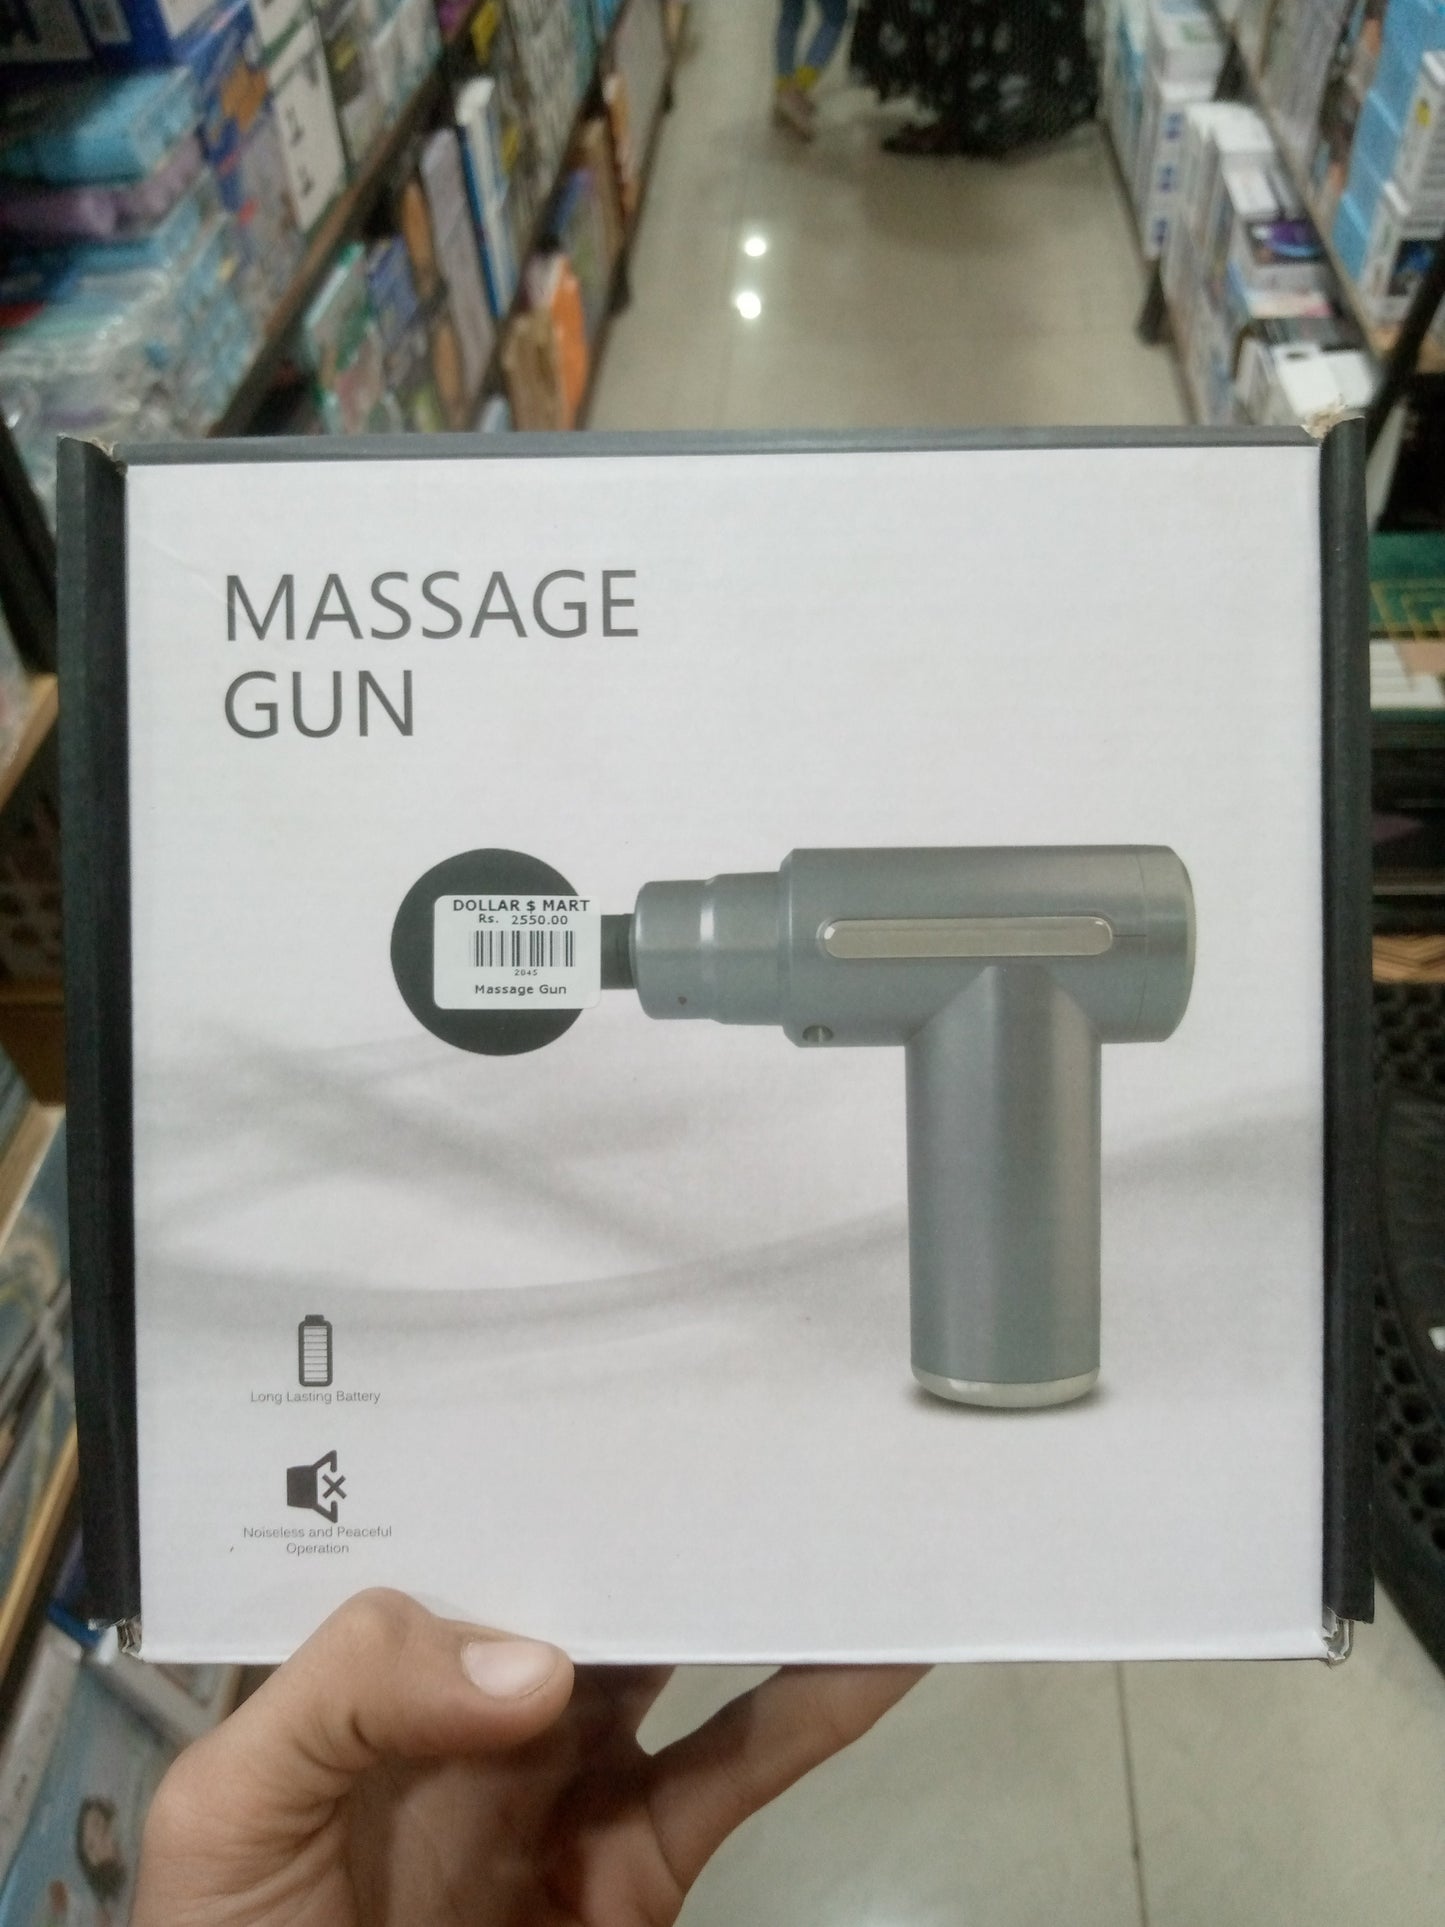 MASSAGE
GUN
DOLLAR $ MART
Rs. 2550.00
2045
Massage Gun
Long Lasting Battery
Noiseless and Peaceful
Operation